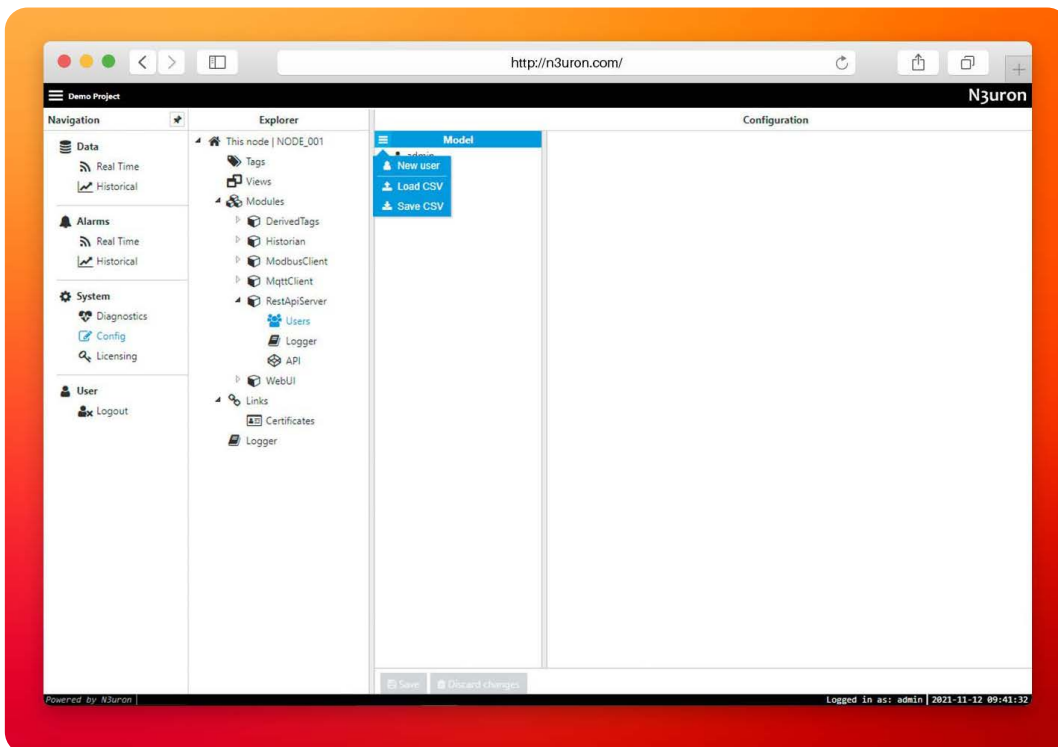 http://n3uron.com/
Demo Project
N3uron
Navigation
Explorer
Configuration
Data
Real Time
Historical
Alarms
Real Time
Historical
System
Diagnostics
Config
Licensing
User
Logout
This node | NODE_001
Tags
Views
Modules
DerivedTags
Historian
ModbusClient
MqttClient
RestApiServer
Users
Logger
API
WebUI
Links
Certificates
Logger
Model
admin
New user
Load CSV
Save CSV
Save
Discard changes
Powered by N3uron
Logged in as: admin
2021-11-12 09:41:32